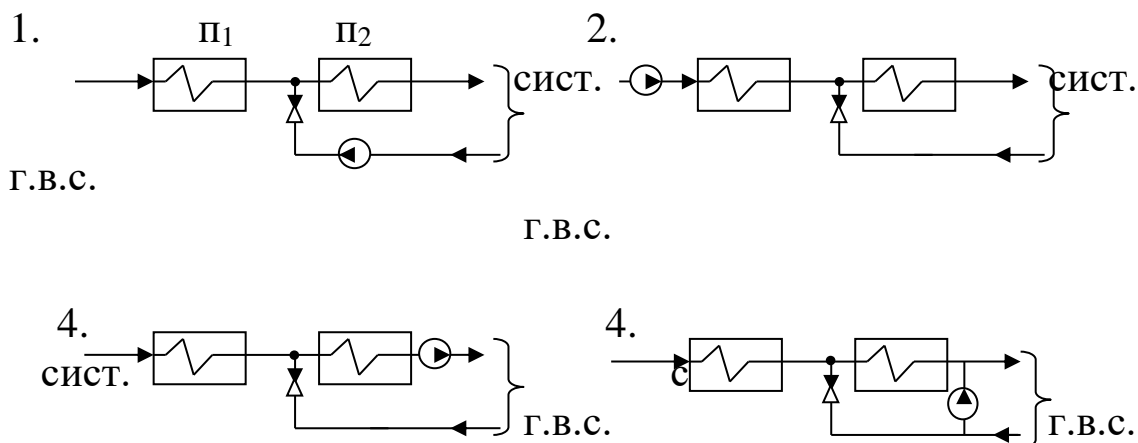 1. п₁ п₂ 2.
сист. сист.
г.в.с.
г.в.с.
4. 4.
сист. с
г.в.с. г.в.с.